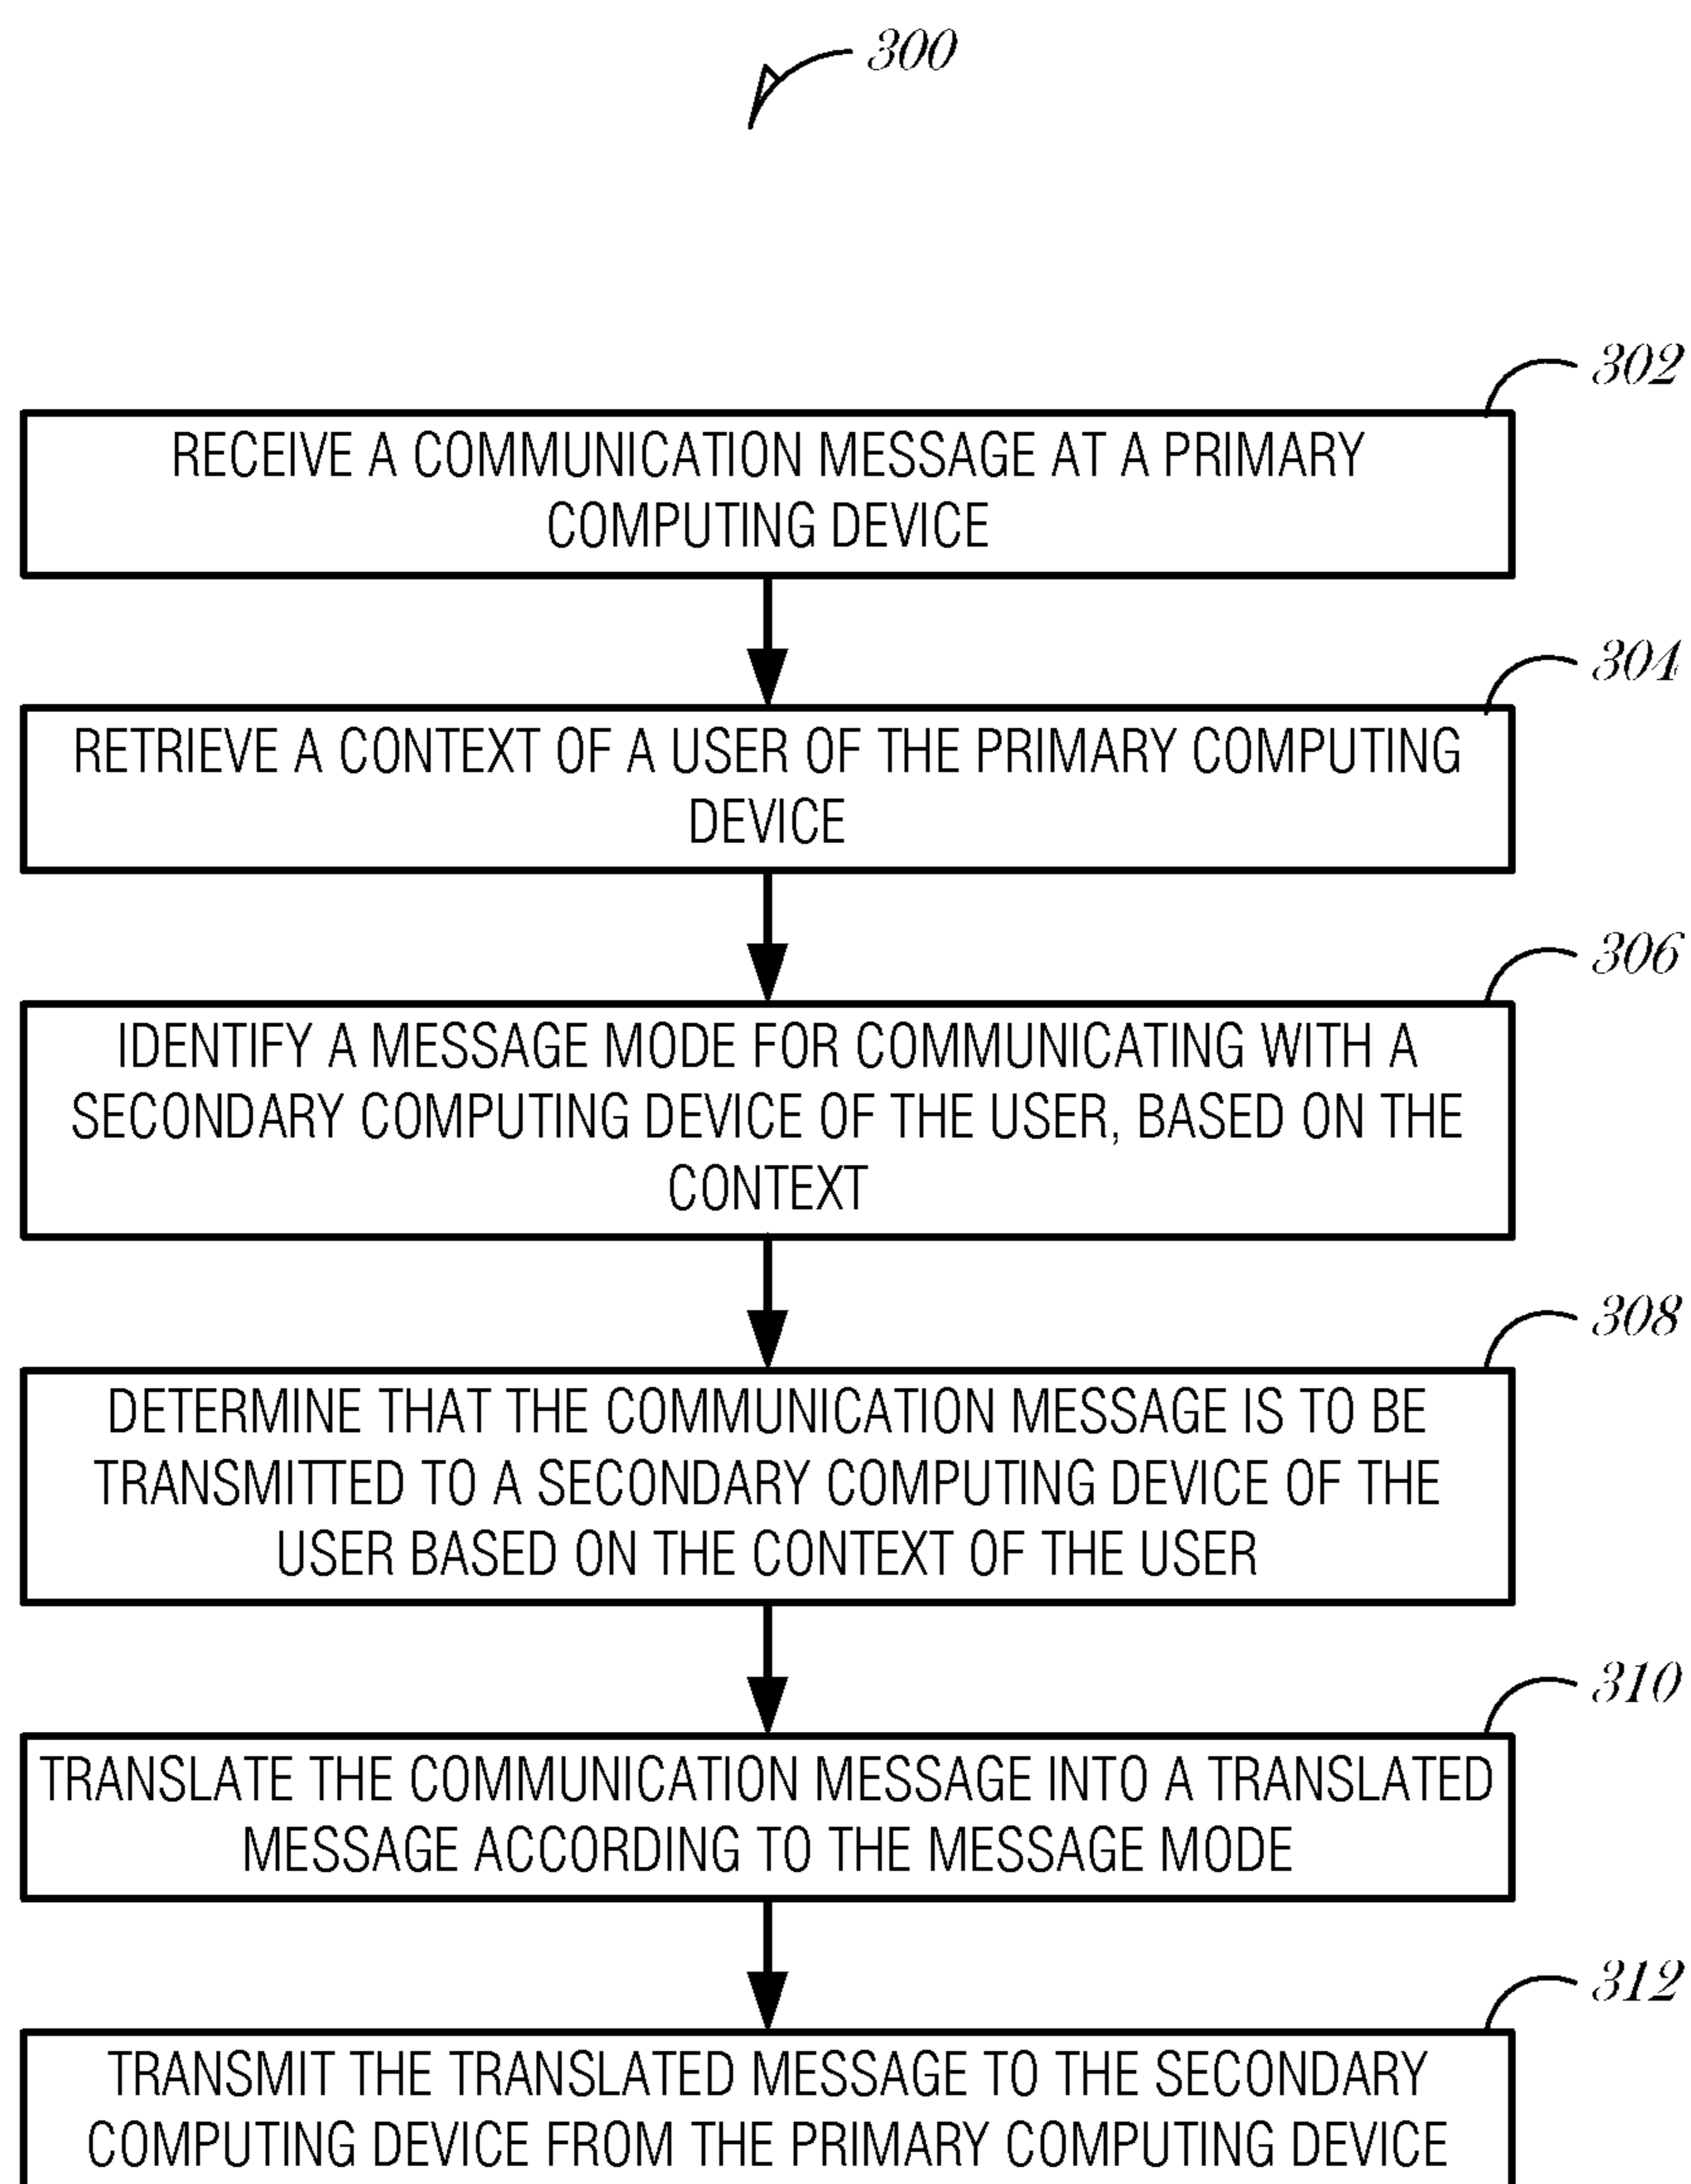 300
302
RECEIVE A COMMUNICATION MESSAGE AT A PRIMARY
COMPUTING DEVICE
304
RETRIEVE A CONTEXT OF A USER OF THE PRIMARY COMPUTING
DEVICE
306
IDENTIFY A MESSAGE MODE FOR COMMUNICATING WITH A
SECONDARY COMPUTING DEVICE OF THE USER, BASED ON THE
CONTEXT
308
DETERMINE THAT THE COMMUNICATION MESSAGE IS TO BE
TRANSMITTED TO A SECONDARY COMPUTING DEVICE OF THE
USER BASED ON THE CONTEXT OF THE USER
310
TRANSLATE THE COMMUNICATION MESSAGE INTO A TRANSLATED
MESSAGE ACCORDING TO THE MESSAGE MODE
312
TRANSMIT THE TRANSLATED MESSAGE TO THE SECONDARY
COMPUTING DEVICE FROM THE PRIMARY COMPUTING DEVICE